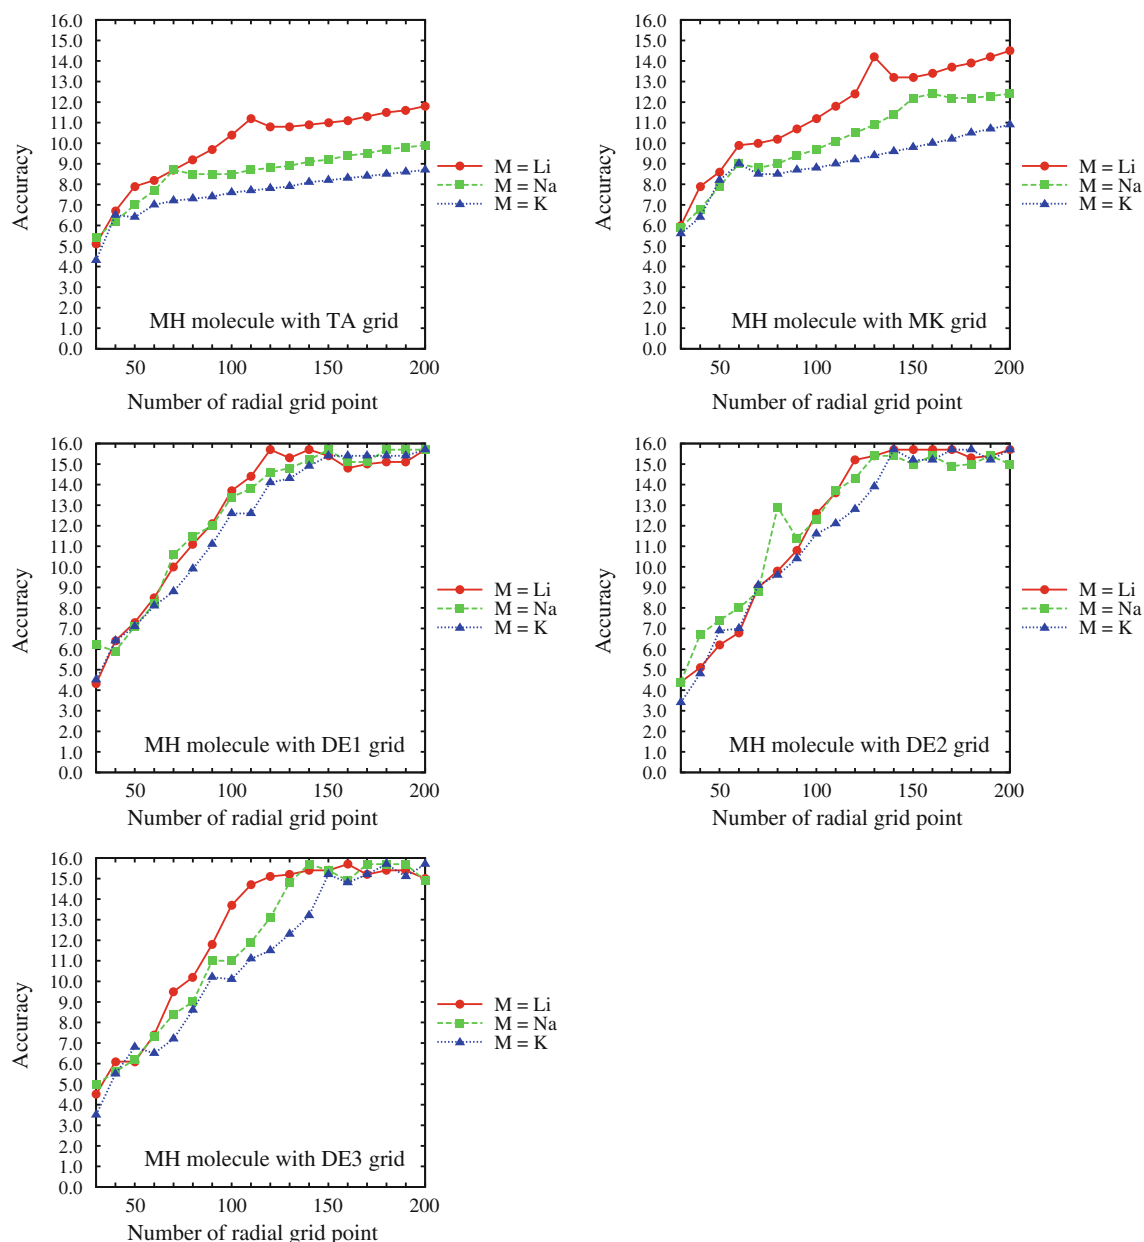 16.0
15.0
14.0
13.0
12.0
11.0
10.0
9.0
8.0
7.0
6.0
5.0
4.0
3.0
2.0
1.0
0.0
Accuracy
MH molecule with TA grid
50 100 150 200
Number of radial grid point
M = Li
M = Na
M = K
16.0
15.0
14.0
13.0
12.0
11.0
10.0
9.0
8.0
7.0
6.0
5.0
4.0
3.0
2.0
1.0
0.0
Accuracy
MH molecule with MK grid
50 100 150 200
Number of radial grid point
M = Li
M = Na
M = K
16.0
15.0
14.0
13.0
12.0
11.0
10.0
9.0
8.0
7.0
6.0
5.0
4.0
3.0
2.0
1.0
0.0
Accuracy
MH molecule with DE1 grid
50 100 150 200
Number of radial grid point
M = Li
M = Na
M = K
16.0
15.0
14.0
13.0
12.0
11.0
10.0
9.0
8.0
7.0
6.0
5.0
4.0
3.0
2.0
1.0
0.0
Accuracy
MH molecule with DE2 grid
50 100 150 200
Number of radial grid point
M = Li
M = Na
M = K
16.0
15.0
14.0
13.0
12.0
11.0
10.0
9.0
8.0
7.0
6.0
5.0
4.0
3.0
2.0
1.0
0.0
Accuracy
MH molecule with DE3 grid
50 100 150 200
Number of radial grid point
M = Li
M = Na
M = K